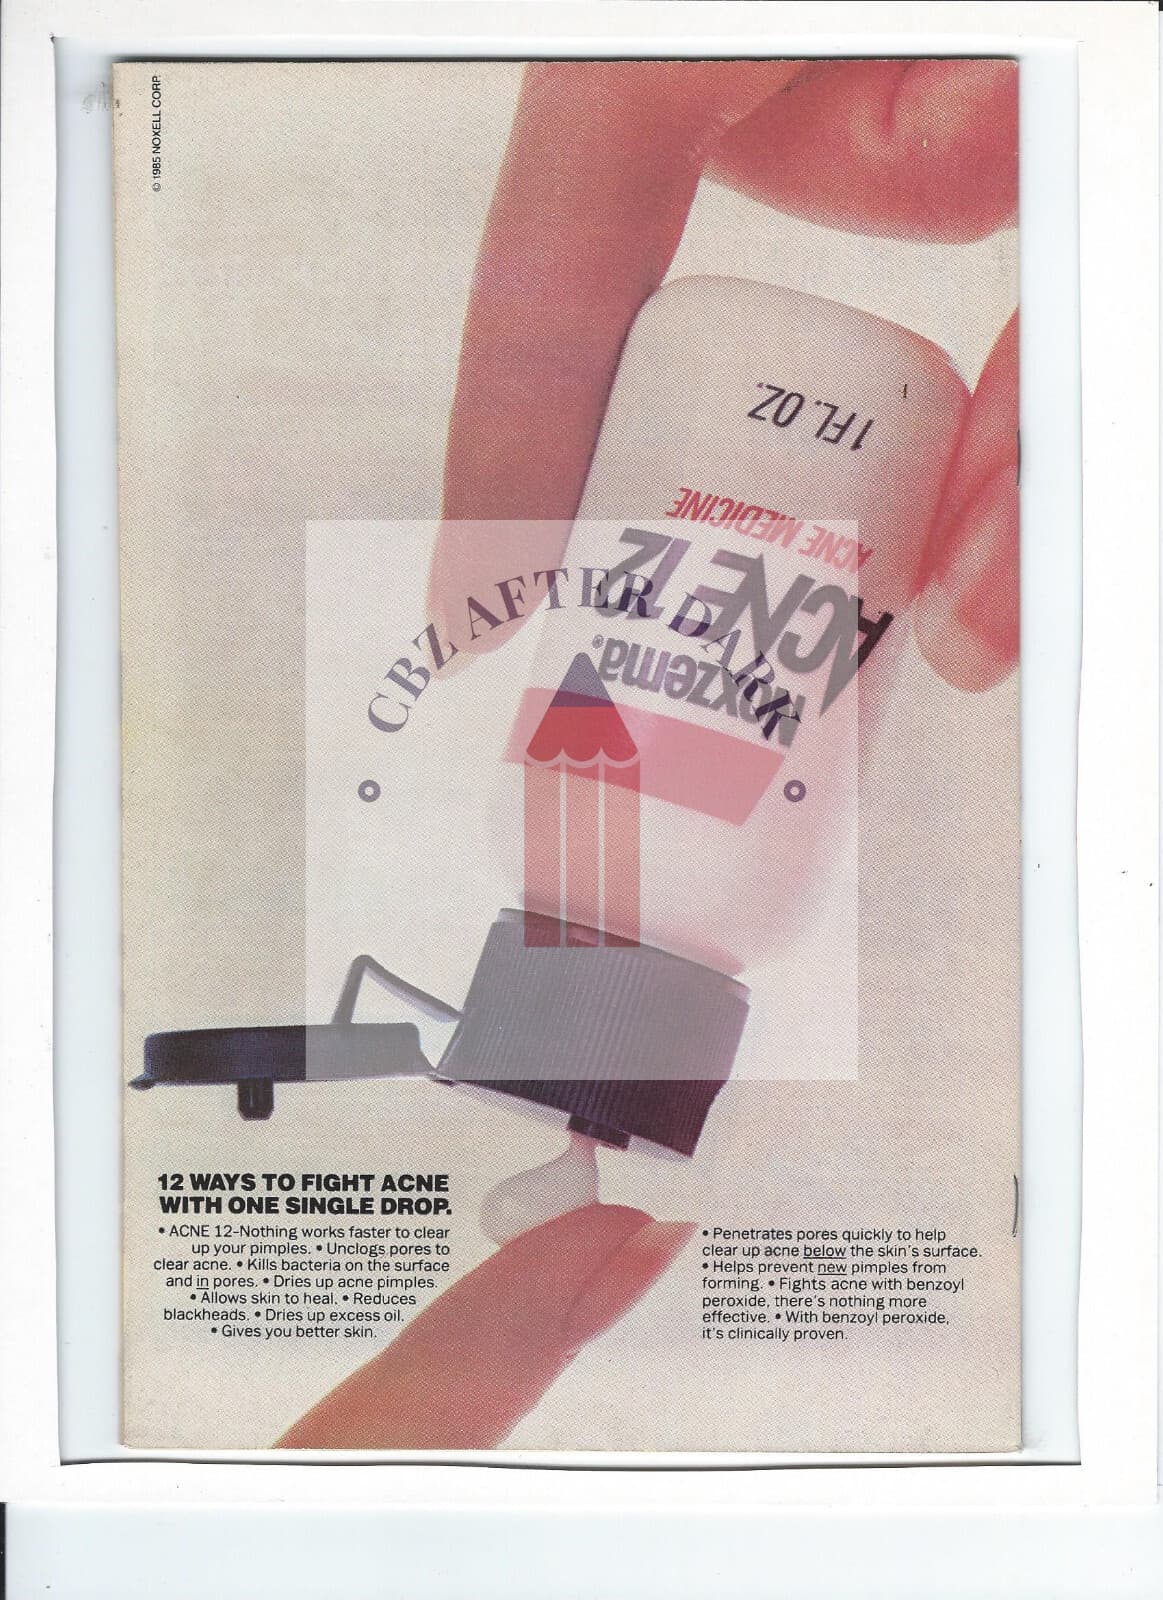 © 1985 NOXELL CORP.
1 FL. OZ.
ACNE MEDICINE
ACNE 12
Noxzema®
CBZ AFTER DARK
12 WAYS TO FIGHT ACNE
WITH ONE SINGLE DROP.
• ACNE 12-Nothing works faster to clear
up your pimples. • Unclogs pores to
clear acne. • Kills bacteria on the surface
and in pores. • Dries up acne pimples.
• Allows skin to heal. • Reduces
blackheads. • Dries up excess oil.
• Gives you better skin.
• Penetrates pores quickly to help
clear up acne below the skin's surface.
• Helps prevent new pimples from
forming. • Fights acne with benzoyl
peroxide, there's nothing more
effective. • With benzoyl peroxide,
it's clinically proven.